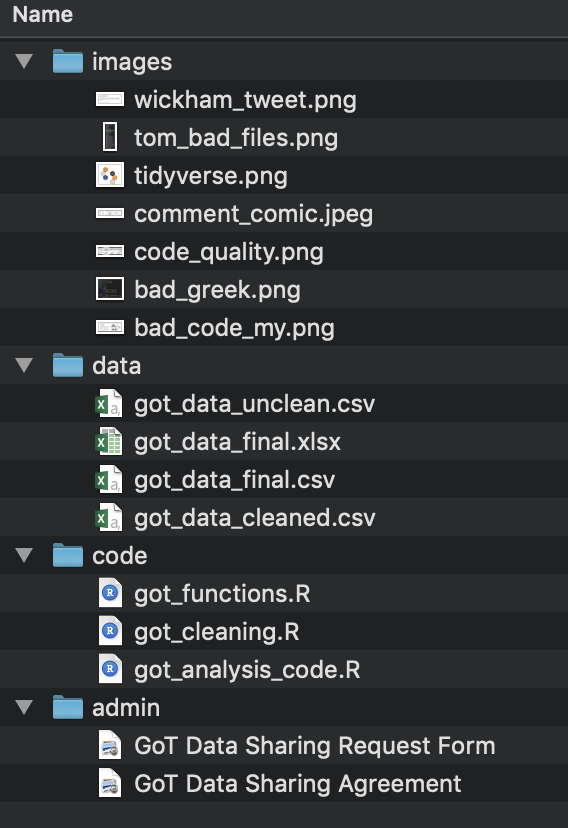 Name
images
wickham_tweet.png
tom_bad_files.png
tidyverse.png
comment_comic.jpeg
code_quality.png
bad_greek.png
bad_code_my.png
data
got_data_unclean.csv
got_data_final.xlsx
got_data_final.csv
got_data_cleaned.csv
code
got_functions.R
got_cleaning.R
got_analysis_code.R
admin
GoT Data Sharing Request Form
GoT Data Sharing Agreement